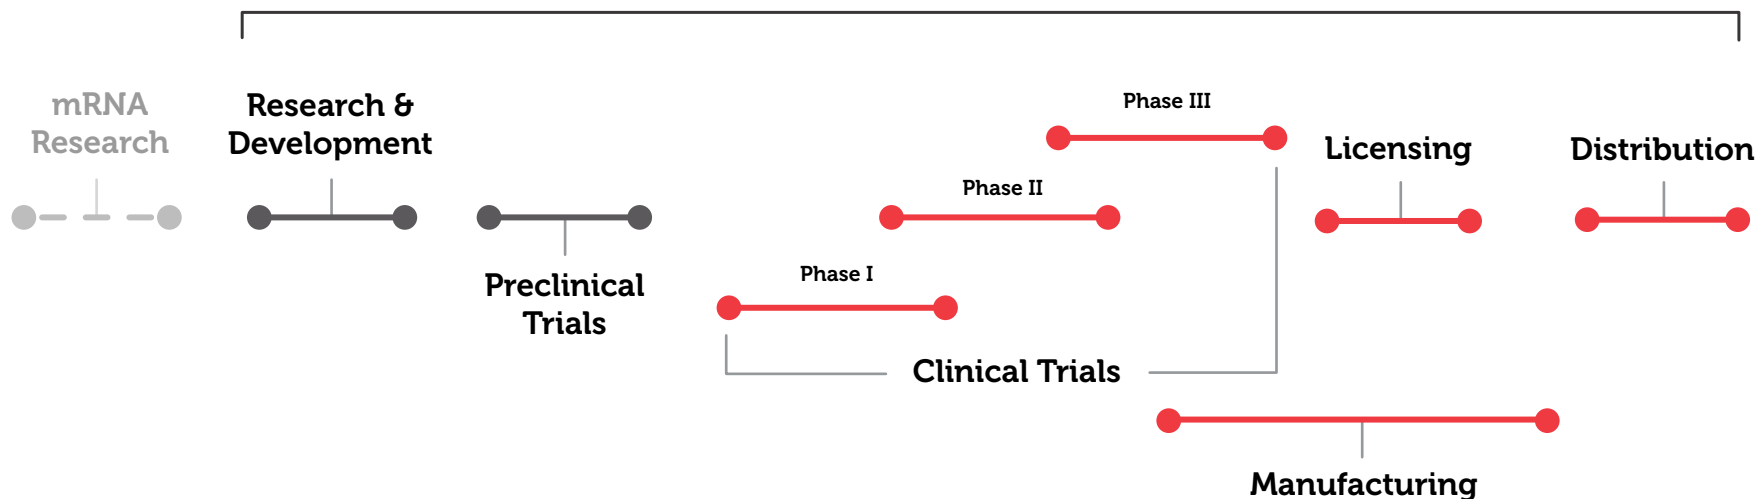 mRNA
Research
Research &
Development
Preclinical
Trials
Phase I
Phase II
Phase III
Clinical Trials
Licensing
Distribution
Manufacturing